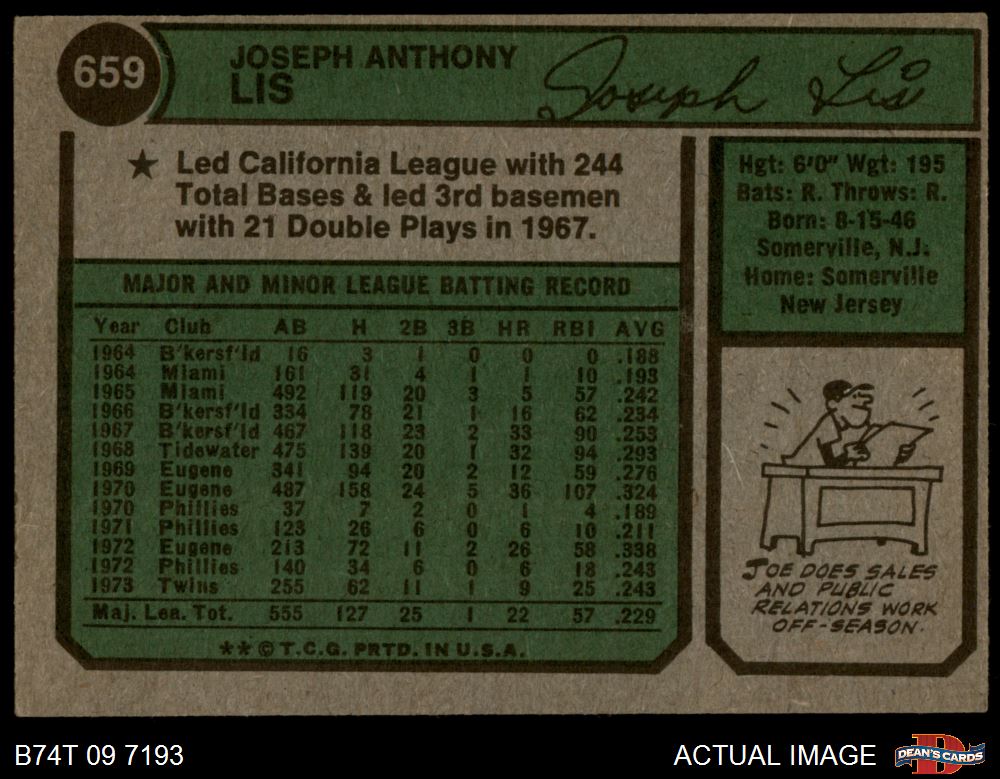 659
JOSEPH ANTHONY
LIS
Joseph Lis
★ Led California League with 244
Total Bases & led 3rd basemen
with 21 Double Plays in 1967.
MAJOR AND MINOR LEAGUE BATTING RECORD
Year Club AB H 2B 3B HR RBI AVG
1964 B'kersf'ld 16 3 1 0 0 0 .188
1964 Miami 161 31 4 1 1 10 .193
1965 Miami 492 119 20 3 5 57 .242
1966 B'kersf'ld 334 78 21 1 16 62 .234
1967 B'kersf'ld 467 118 23 2 33 90 .253
1968 Tidewater 475 139 20 1 32 94 .293
1969 Eugene 341 94 20 2 12 59 .276
1970 Eugene 487 158 24 5 36 107 .324
1970 Phillies 37 7 2 0 1 4 .189
1971 Phillies 123 26 6 0 6 10 .211
1972 Eugene 213 72 11 2 26 58 .338
1972 Phillies 140 34 6 0 6 18 .243
1973 Twins 255 62 11 1 9 25 .243
Maj. Lea. Tot. 555 127 25 1 22 57 .229
** © T.C.G. PRTD. IN U.S.A.
Hgt: 6'0" Wgt: 195
Bats: R. Throws: R.
Born: 8-15-46
Somerville, N.J.
Home: Somerville
New Jersey
JOE DOES SALES
AND PUBLIC
RELATIONS WORK
OFF-SEASON.
B74T 09 7193
ACTUAL IMAGE
DEAN'S CARDS